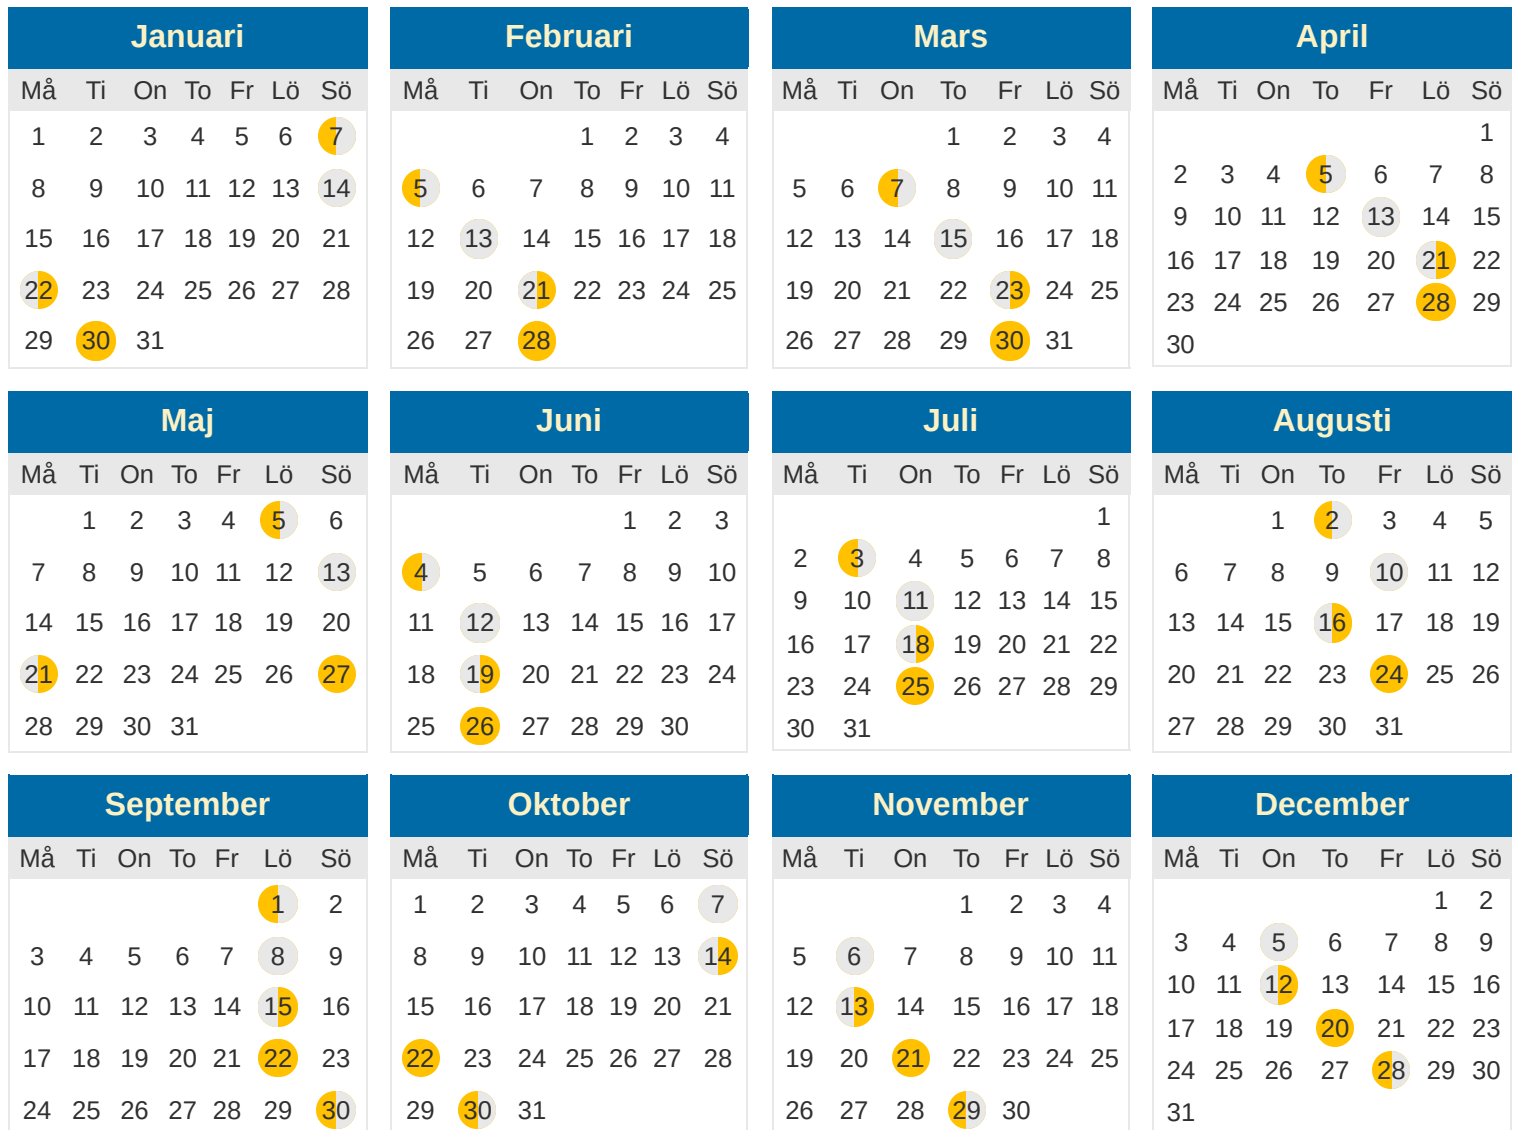 Januari
Må Ti On To Fr Lö Sö
1 2 3 4 5 6 7
8 9 10 11 12 13 14
15 16 17 18 19 20 21
22 23 24 25 26 27 28
29 30 31
Februari
Må Ti On To Fr Lö Sö
1 2 3 4
5 6 7 8 9 10 11
12 13 14 15 16 17 18
19 20 21 22 23 24 25
26 27 28
Mars
Må Ti On To Fr Lö Sö
1 2 3 4
5 6 7 8 9 10 11
12 13 14 15 16 17 18
19 20 21 22 23 24 25
26 27 28 29 30 31
April
Må Ti On To Fr Lö Sö
1
2 3 4 5 6 7 8
9 10 11 12 13 14 15
16 17 18 19 20 21 22
23 24 25 26 27 28 29
30
Maj
Må Ti On To Fr Lö Sö
1 2 3 4 5 6
7 8 9 10 11 12 13
14 15 16 17 18 19 20
21 22 23 24 25 26 27
28 29 30 31
Juni
Må Ti On To Fr Lö Sö
1 2 3
4 5 6 7 8 9 10
11 12 13 14 15 16 17
18 19 20 21 22 23 24
25 26 27 28 29 30
Juli
Må Ti On To Fr Lö Sö
1
2 3 4 5 6 7 8
9 10 11 12 13 14 15
16 17 18 19 20 21 22
23 24 25 26 27 28 29
30 31
Augusti
Må Ti On To Fr Lö Sö
1 2 3 4 5
6 7 8 9 10 11 12
13 14 15 16 17 18 19
20 21 22 23 24 25 26
27 28 29 30 31
September
Må Ti On To Fr Lö Sö
1 2
3 4 5 6 7 8 9
10 11 12 13 14 15 16
17 18 19 20 21 22 23
24 25 26 27 28 29 30
Oktober
Må Ti On To Fr Lö Sö
1 2 3 4 5 6 7
8 9 10 11 12 13 14
15 16 17 18 19 20 21
22 23 24 25 26 27 28
29 30 31
November
Må Ti On To Fr Lö Sö
1 2 3 4
5 6 7 8 9 10 11
12 13 14 15 16 17 18
19 20 21 22 23 24 25
26 27 28 29 30
December
Må Ti On To Fr Lö Sö
1 2
3 4 5 6 7 8 9
10 11 12 13 14 15 16
17 18 19 20 21 22 23
24 25 26 27 28 29 30
31